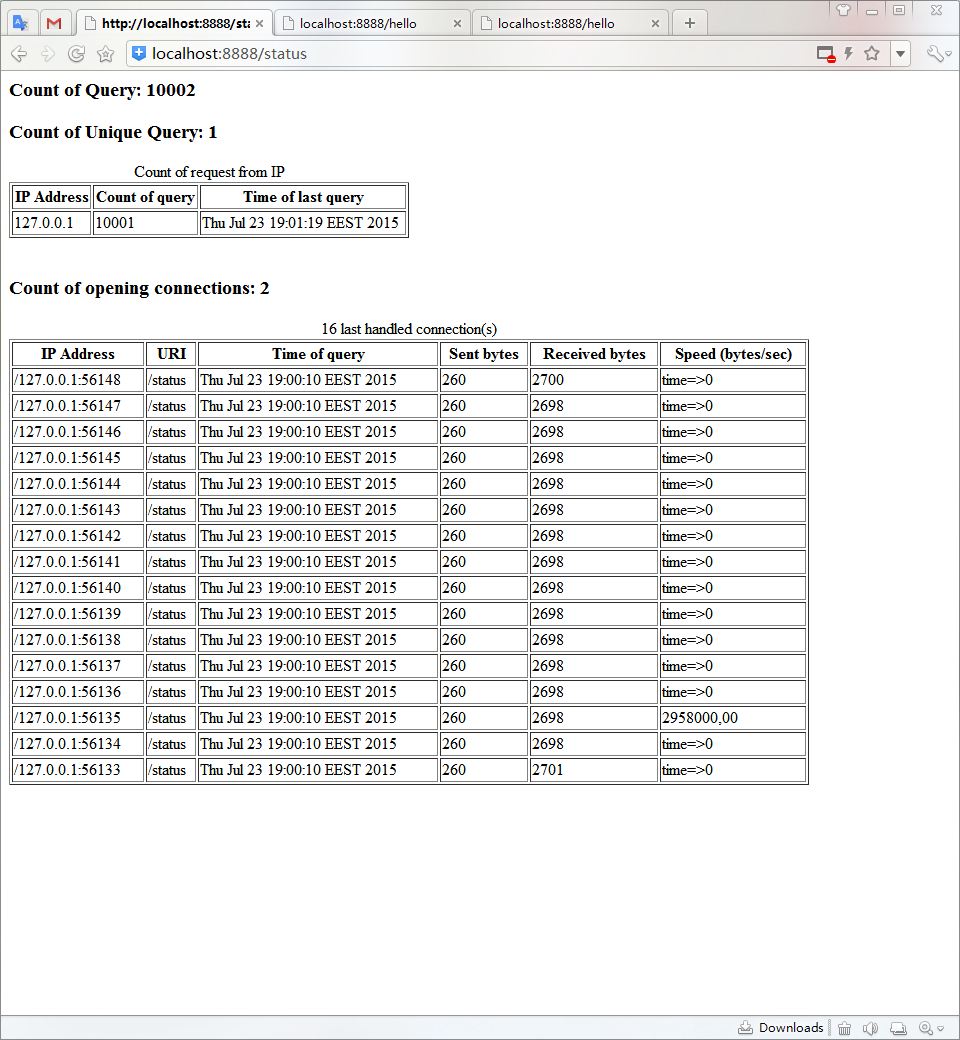 http://localhost:8888/sta
localhost:8888/hello
localhost:8888/hello
localhost:8888/status
Count of Query: 10002
Count of Unique Query: 1
Count of request from IP
IP Address Count of query Time of last query
127.0.0.1 10001 Thu Jul 23 19:01:19 EEST 2015
Count of opening connections: 2
16 last handled connection(s)
IP Address URI Time of query Sent bytes Received bytes Speed (bytes/sec)
/127.0.0.1:56148 /status Thu Jul 23 19:00:10 EEST 2015 260 2700 time=>0
/127.0.0.1:56147 /status Thu Jul 23 19:00:10 EEST 2015 260 2698 time=>0
/127.0.0.1:56146 /status Thu Jul 23 19:00:10 EEST 2015 260 2698 time=>0
/127.0.0.1:56145 /status Thu Jul 23 19:00:10 EEST 2015 260 2698 time=>0
/127.0.0.1:56144 /status Thu Jul 23 19:00:10 EEST 2015 260 2698 time=>0
/127.0.0.1:56143 /status Thu Jul 23 19:00:10 EEST 2015 260 2698 time=>0
/127.0.0.1:56142 /status Thu Jul 23 19:00:10 EEST 2015 260 2698 time=>0
/127.0.0.1:56141 /status Thu Jul 23 19:00:10 EEST 2015 260 2698 time=>0
/127.0.0.1:56140 /status Thu Jul 23 19:00:10 EEST 2015 260 2698 time=>0
/127.0.0.1:56139 /status Thu Jul 23 19:00:10 EEST 2015 260 2698 time=>0
/127.0.0.1:56138 /status Thu Jul 23 19:00:10 EEST 2015 260 2698 time=>0
/127.0.0.1:56137 /status Thu Jul 23 19:00:10 EEST 2015 260 2698 time=>0
/127.0.0.1:56136 /status Thu Jul 23 19:00:10 EEST 2015 260 2698 time=>0
/127.0.0.1:56135 /status Thu Jul 23 19:00:10 EEST 2015 260 2698 2958000,00
/127.0.0.1:56134 /status Thu Jul 23 19:00:10 EEST 2015 260 2698 time=>0
/127.0.0.1:56133 /status Thu Jul 23 19:00:10 EEST 2015 260 2701 time=>0
Downloads